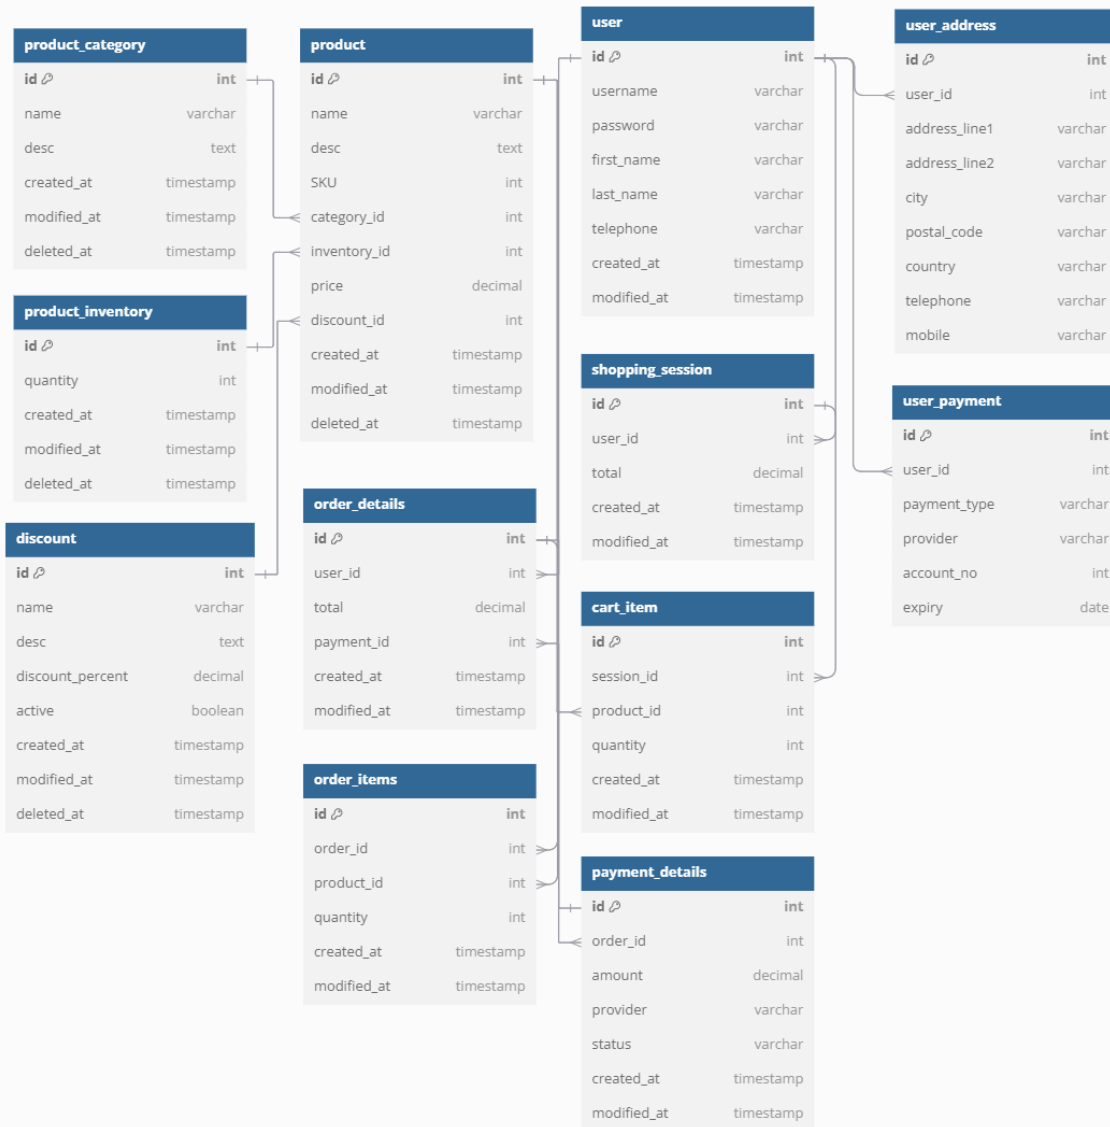 product_category
id int
name varchar
desc text
created_at timestamp
modified_at timestamp
deleted_at timestamp
product_inventory
id int
quantity int
created_at timestamp
modified_at timestamp
deleted_at timestamp
discount
id int
name varchar
desc text
discount_percent decimal
active boolean
created_at timestamp
modified_at timestamp
deleted_at timestamp
product
id int
name varchar
desc text
SKU int
category_id int
inventory_id int
price decimal
discount_id int
created_at timestamp
modified_at timestamp
deleted_at timestamp
order_details
id int
user_id int
total decimal
payment_id int
created_at timestamp
modified_at timestamp
order_items
id int
order_id int
product_id int
quantity int
created_at timestamp
modified_at timestamp
user
id int
username varchar
password varchar
first_name varchar
last_name varchar
telephone varchar
created_at timestamp
modified_at timestamp
shopping_session
id int
user_id int
total decimal
created_at timestamp
modified_at timestamp
cart_item
id int
session_id int
product_id int
quantity int
created_at timestamp
modified_at timestamp
payment_details
id int
order_id int
amount decimal
provider varchar
status varchar
created_at timestamp
modified_at timestamp
user_address
id int
user_id int
address_line1 varchar
address_line2 varchar
city varchar
postal_code varchar
country varchar
telephone varchar
mobile varchar
user_payment
id int
user_id int
payment_type varchar
provider varchar
account_no int
expiry date